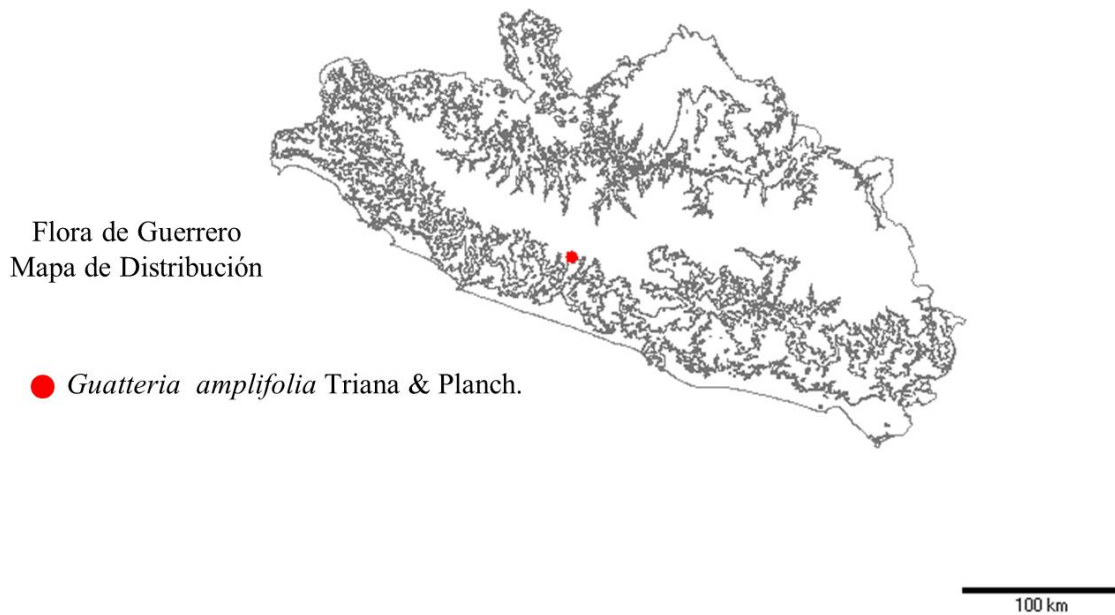 Flora de Guerrero
Mapa de Distribución
Guatteria amplifolia Triana & Planch.
100 km